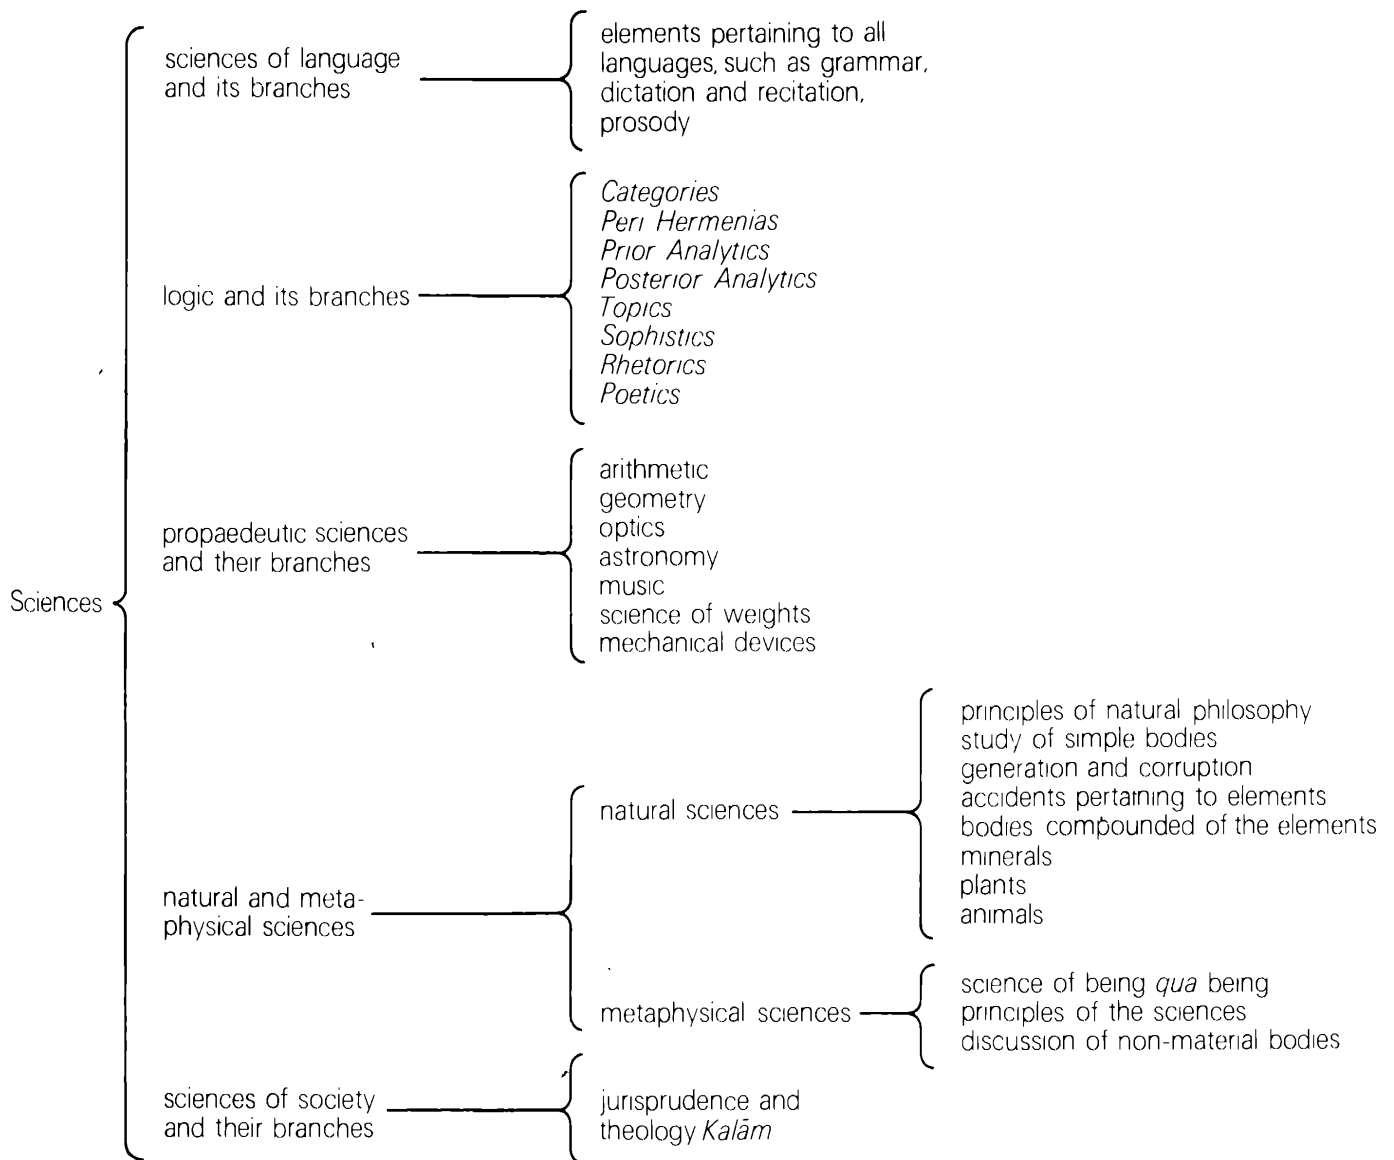 Sciences
sciences of language
and its branches
elements pertaining to all
languages, such as grammar,
dictation and recitation,
prosody
logic and its branches
Categories
Peri Hermenias
Prior Analytics
Posterior Analytics
Topics
Sophistics
Rhetorics
Poetics
propaedeutic sciences
and their branches
arithmetic
geometry
optics
astronomy
music
science of weights
mechanical devices
natural and meta-
physical sciences
natural sciences
principles of natural philosophy
study of simple bodies
generation and corruption
accidents pertaining to elements
bodies compounded of the elements
minerals
plants
animals
metaphysical sciences
science of being qua being
principles of the sciences
discussion of non-material bodies
sciences of society
and their branches
jurisprudence and
theology Kalām